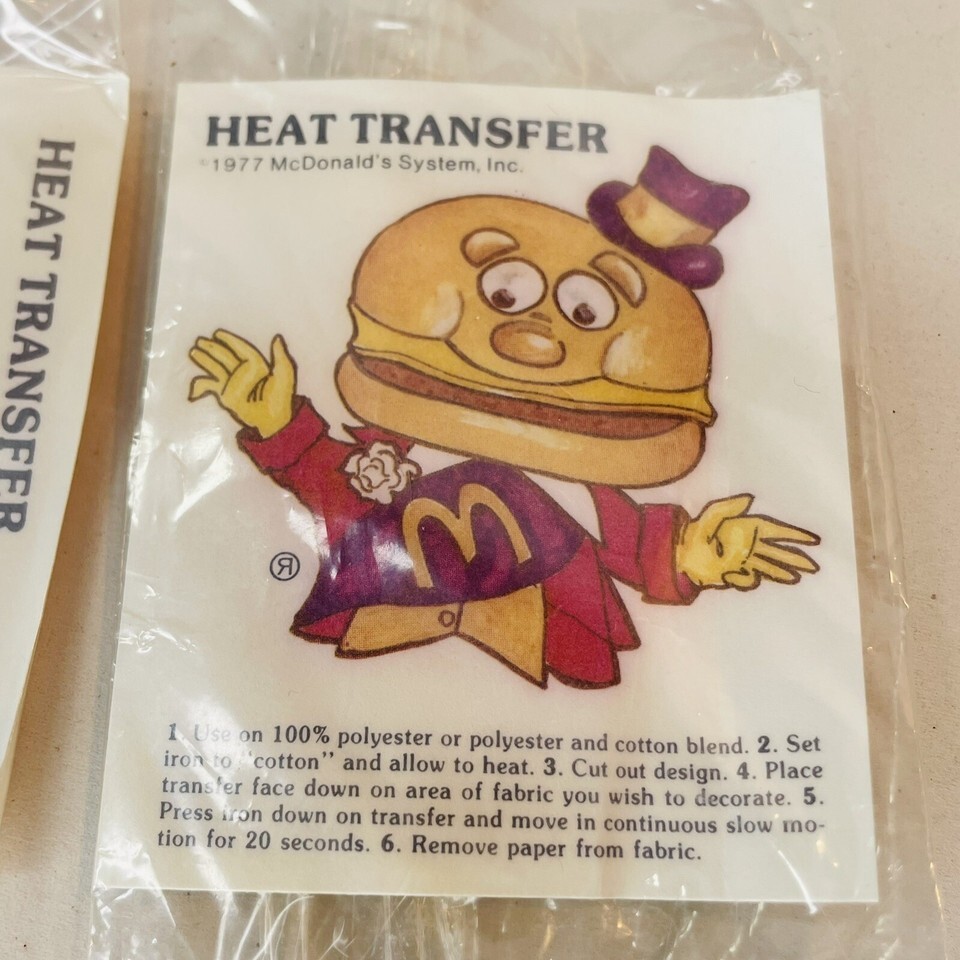 HEAT TRANSFER
HEAT TRANSFER
©1977 McDonald's System, Inc.
M
®
1. Use on 100% polyester or polyester and cotton blend. 2. Set
iron to "cotton" and allow to heat. 3. Cut out design. 4. Place
transfer face down on area of fabric you wish to decorate. 5.
Press iron down on transfer and move in continuous slow mo-
tion for 20 seconds. 6. Remove paper from fabric.